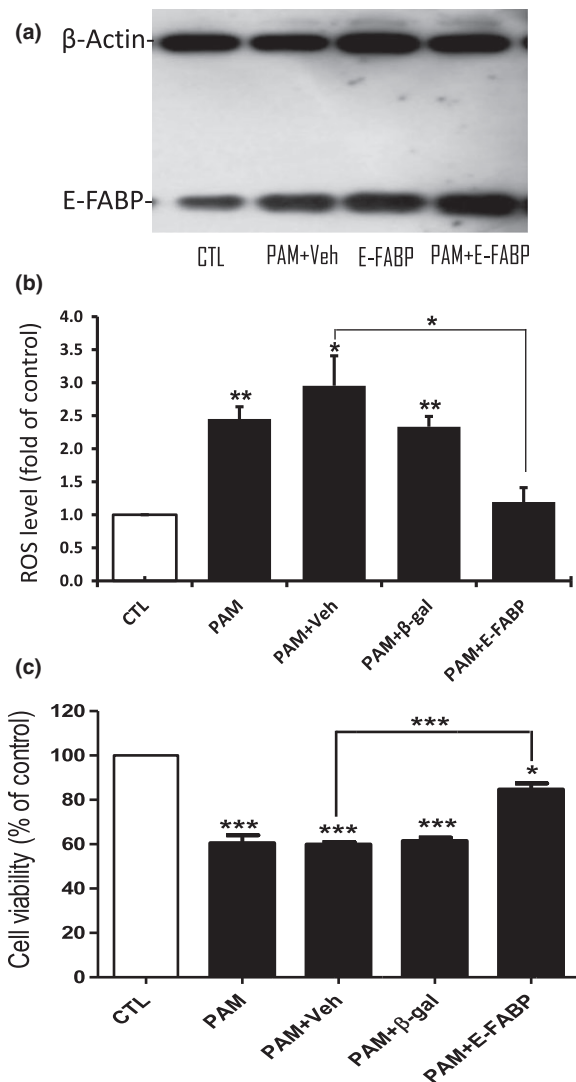 (a)
β-Actin-
E-FABP-
CTL PAM+Veh E-FABP PAM+E-FABP
(b)
ROS level (fold of control)
4.0
3.5
3.0
2.5
2.0
1.5
1.0
0.5
0.0
** * ** *
CTL PAM PAM+Veh PAM+β-gal PAM+E-FABP
(c)
Cell viability (% of control)
120
100
80
60
40
20
0
***
*** *** *** *
CTL PAM PAM+Veh PAM+β-gal PAM+E-FABP